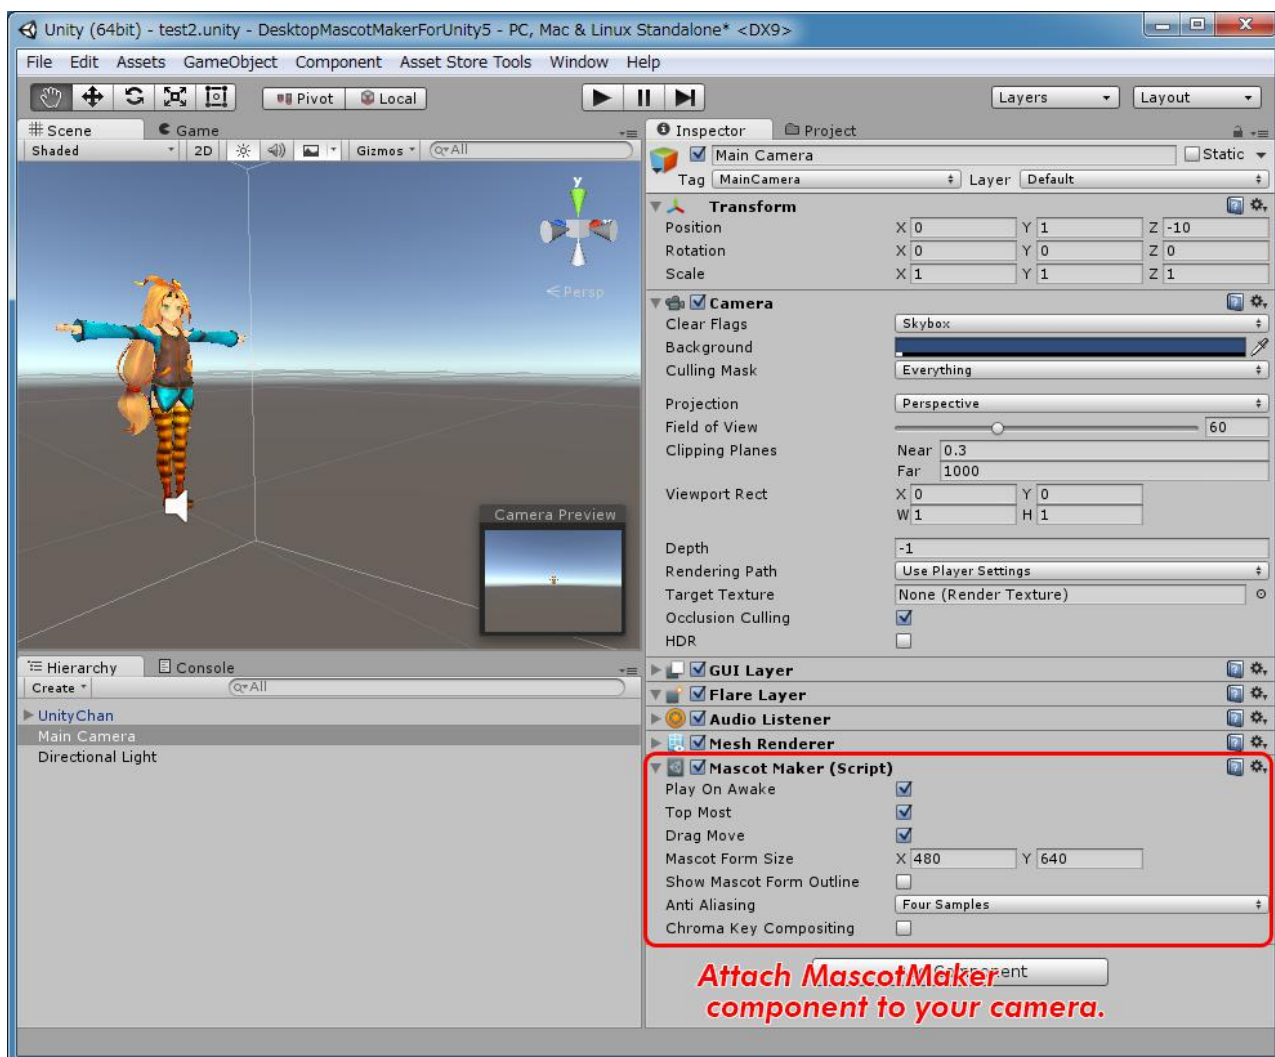 Unity (64bit) - test2.unity - DesktopMascotMakerForUnity5 - PC, Mac & Linux Standalone* <DX9>
File Edit Assets GameObject Component Asset Store Tools Window Help
Pivot Local Layers Layout
Scene Game
Shaded 2D Gizmos All
y
Persp
Camera Preview
Hierarchy Console
Create All
UnityChan
Main Camera
Directional Light
Inspector Project
Main Camera Static
Tag MainCamera Layer Default
Transform
Position X 0 Y 1 Z -10
Rotation X 0 Y 0 Z 0
Scale X 1 Y 1 Z 1
Camera
Clear Flags Skybox
Background
Culling Mask Everything
Projection Perspective
Field of View 60
Clipping Planes Near 0.3
Far 1000
Viewport Rect X 0 Y 0
W 1 H 1
Depth -1
Rendering Path Use Player Settings
Target Texture None (Render Texture)
Occlusion Culling
HDR
GUI Layer
Flare Layer
Audio Listener
Mesh Renderer
Mascot Maker (Script)
Play On Awake
Top Most
Drag Move
Mascot Form Size X 480 Y 640
Show Mascot Form Outline
Anti Aliasing Four Samples
Chroma Key Compositing
Attach MascotMaker
component to your camera.